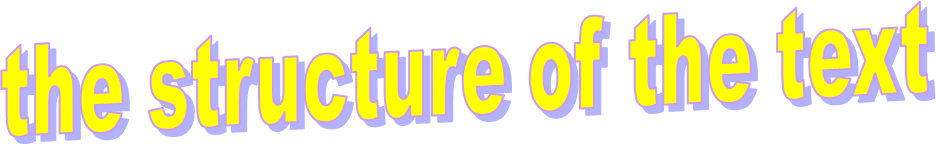 the structure of the text